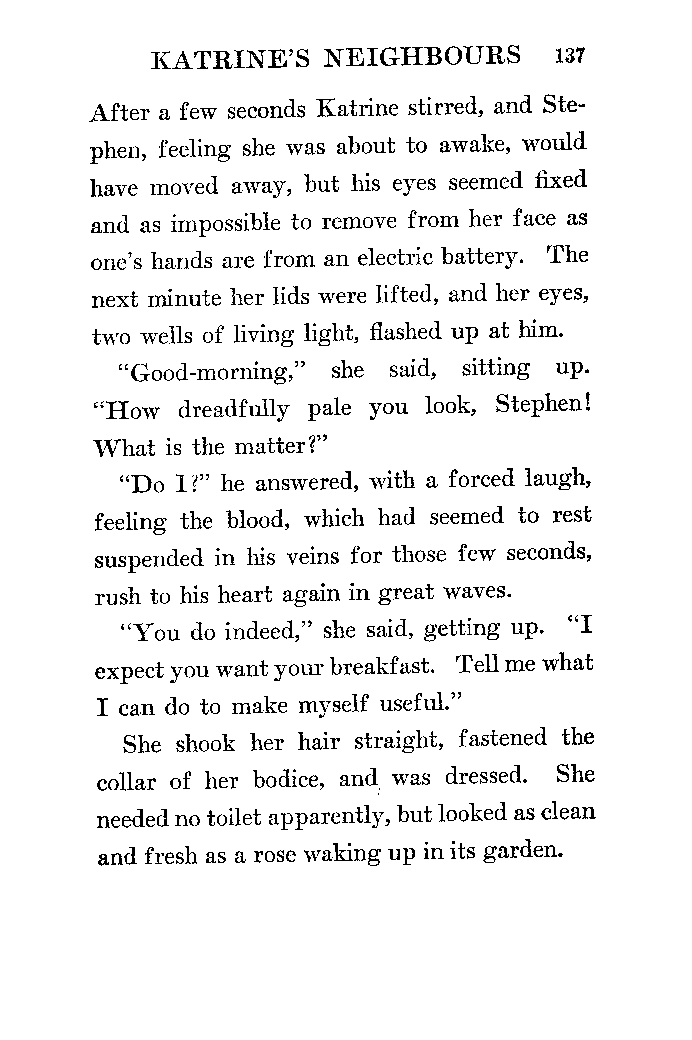 KATRINE'S NEIGHBOURS 137
After a few seconds Katrine stirred, and Ste-
phen, feeling she was about to awake, would
have moved away, but his eyes seemed fixed
and as impossible to remove from her face as
one's hands are from an electric battery. The
next minute her lids were lifted, and her eyes,
two wells of living light, flashed up at him.
"Good-morning," she said, sitting up.
"How dreadfully pale you look, Stephen!
What is the matter?"
"Do I?" he answered, with a forced laugh,
feeling the blood, which had seemed to rest
suspended in his veins for those few seconds,
rush to his heart again in great waves.
"You do indeed," she said, getting up. "I
expect you want your breakfast. Tell me what
I can do to make myself useful."
She shook her hair straight, fastened the
collar of her bodice, and was dressed. She
needed no toilet apparently, but looked as clean
and fresh as a rose waking up in its garden.